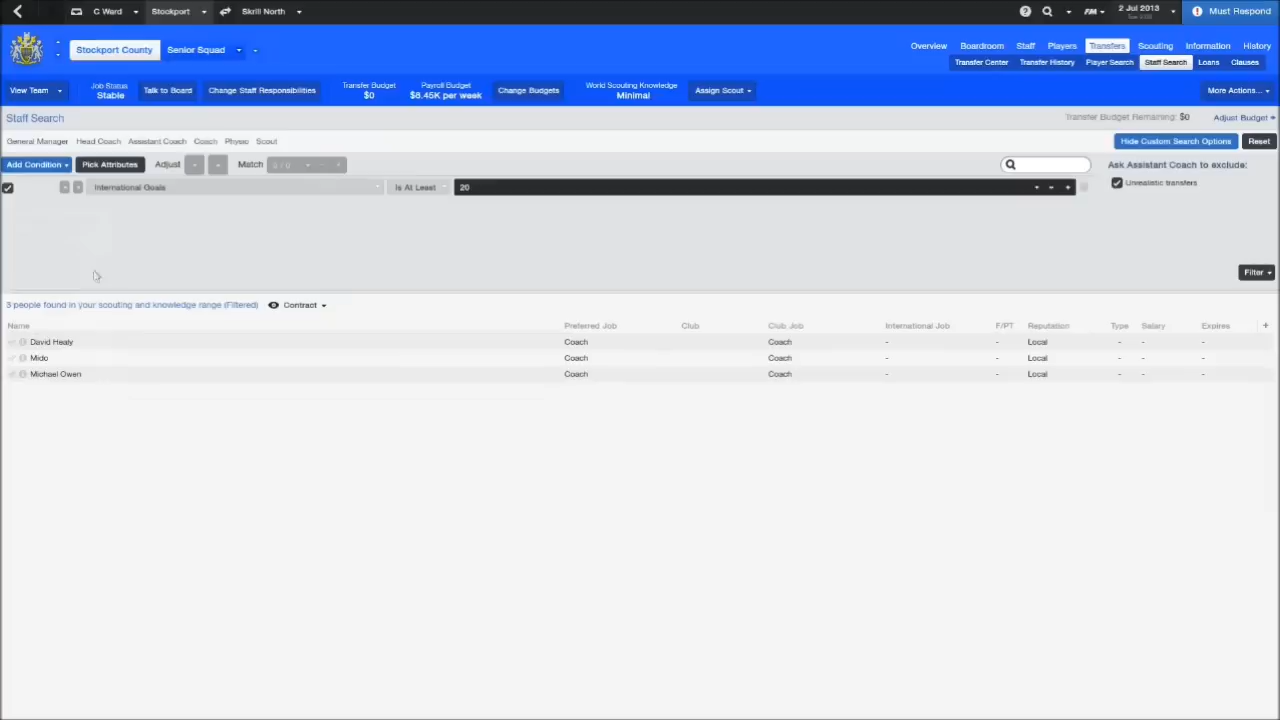 C Ward Stockport Skrill North 2 Jul 2013 Must Respond
Stockport County Senior Squad Overview Boardroom Staff Players Transfers Scouting Information History
Transfer Center Transfer History Player Search Staff Search Loans Clauses
View Team Job Status Stable Talk to Board Change Staff Responsibilities Transfer Budget $0 Payroll Budget $8.45K per week Change Budgets World Scouting Knowledge Minimal Assign Scout More Actions...
Staff Search Transfer Budget Remaining: $0 Adjust Budget
General Manager Head Coach Assistant Coach Coach Physio Scout Hide Custom Search Options Reset
Add Condition Pick Attributes Adjust Match 0 / 0 Ask Assistant Coach to exclude:
International Goals Is At Least 20 Unrealistic transfers
Filter
3 people found in your scouting and knowledge range (Filtered) Contract
Name Preferred Job Club Club Job International Job F/PT Reputation Type Salary Expires +
David Healy Coach Coach - - Local - - -
Mido Coach Coach - - Local - - -
Michael Owen Coach Coach - - Local - - -